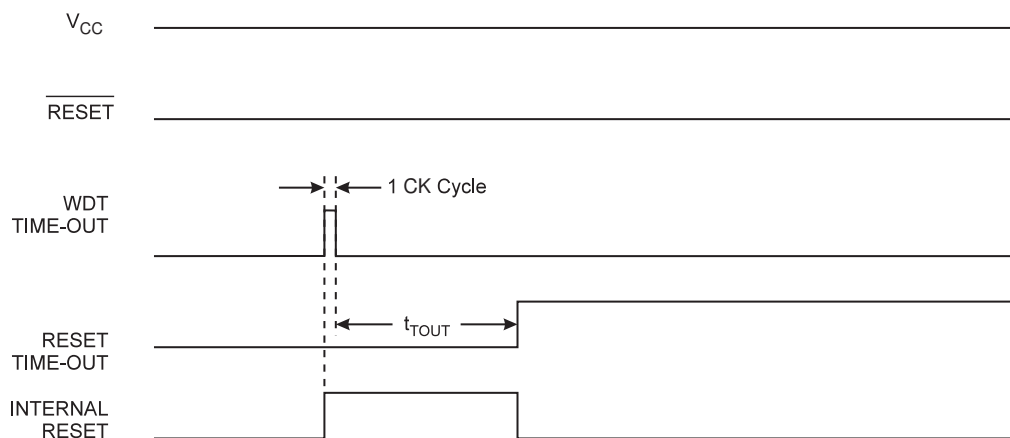 VCC
RESET
1 CK Cycle
WDT
TIME-OUT
tTOUT
RESET
TIME-OUT
INTERNAL
RESET